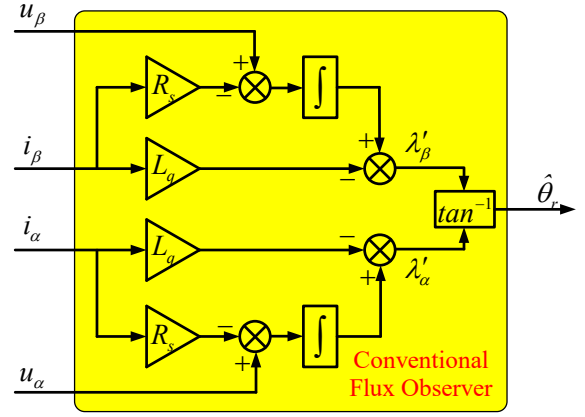 u_β
+
R_s
−
∫
i_β
+
λ'_β
L_q
−
θ̂_r
tan⁻¹
i_α
L_q
−
λ'_α
+
R_s
−
∫
+
u_α
Conventional
Flux Observer